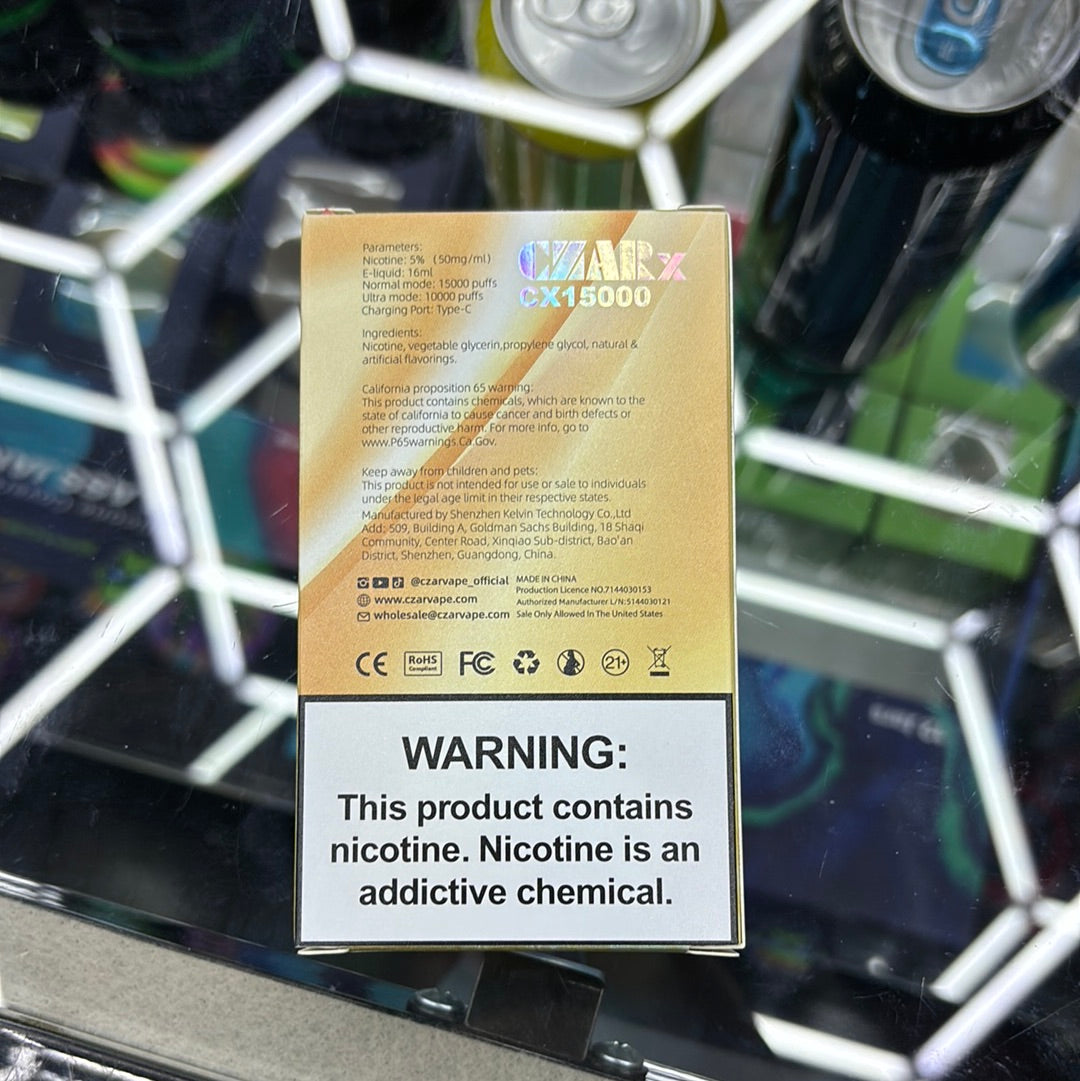 Parameters:
Nicotine: 5% (50mg/ml)
E-liquid: 16ml
Normal mode: 15000 puffs
Ultra mode: 10000 puffs
Charging Port: Type-C
CZARx
CX15000
Ingredients:
Nicotine, vegetable glycerin,propylene glycol, natural &
artificial flavorings.
California proposition 65 warning:
This product contains chemicals, which are known to the
state of california to cause cancer and birth defects or
other reproductive harm. For more info, go to
www.P65warnings.Ca.Gov.
Keep away from children and pets:
This product is not intended for use or sale to individuals
under the legal age limit in their respective states.
Manufactured by Shenzhen Kelvin Technology Co.,Ltd
Add: 509, Building A, Goldman Sachs Building, 18 Shaqi
Community, Center Road, Xinqiao Sub-district, Bao'an
District, Shenzhen, Guangdong, China.
@czarvape_official
www.czarvape.com
wholesale@czarvape.com
MADE IN CHINA
Production Licence NO.7144030153
Authorized Manufacturer L/N:5144030121
Sale Only Allowed In The United States
CE
RoHS
Compliant
FC
21+
WARNING:
This product contains
nicotine. Nicotine is an
addictive chemical.